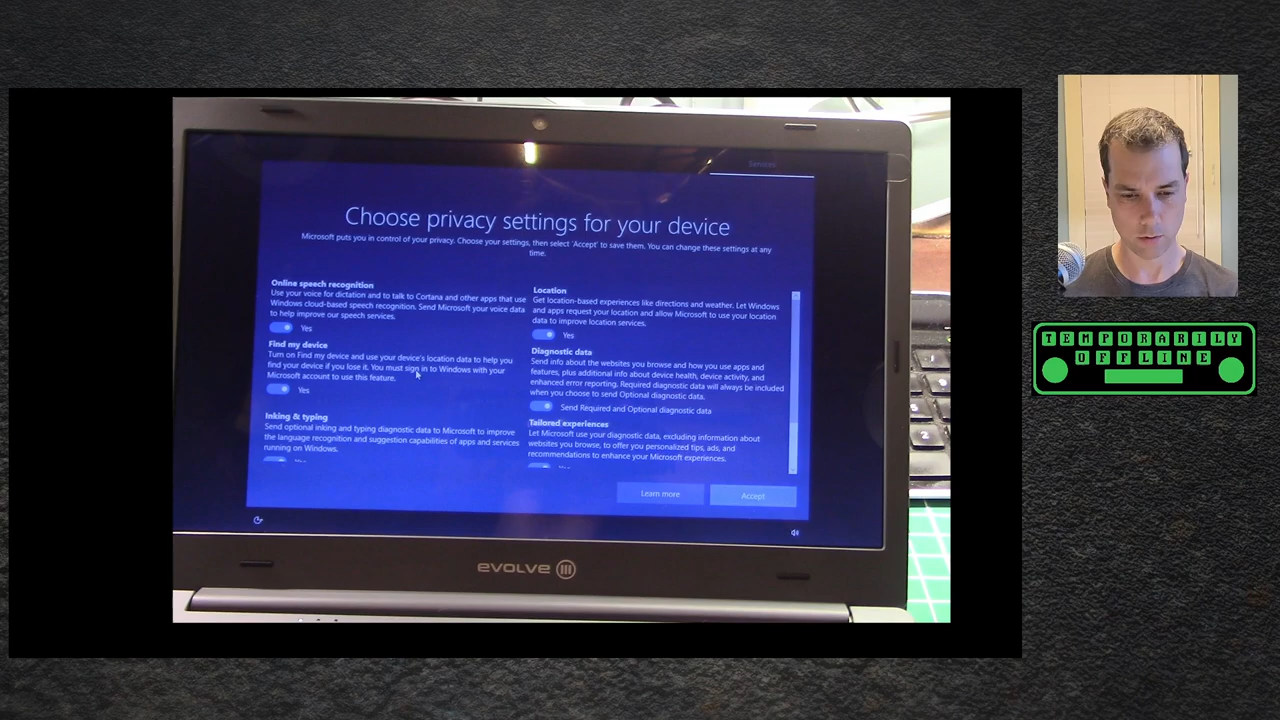 Services
Choose privacy settings for your device
Microsoft puts you in control of your privacy. Choose your settings, then select 'Accept' to save them. You can change these settings at any
time.
Online speech recognition
Use your voice for dictation and to talk to Cortana and other apps that use
Windows cloud-based speech recognition. Send Microsoft your voice data
to help improve our speech services.
Yes
Find my device
Turn on Find my device and use your device's location data to help you
find your device if you lose it. You must sign in to Windows with your
Microsoft account to use this feature.
Yes
Inking & typing
Send optional inking and typing diagnostic data to Microsoft to improve
the language recognition and suggestion capabilities of apps and services
running on Windows.
Location
Get location-based experiences like directions and weather. Let Windows
and apps request your location and allow Microsoft to use your location
data to improve location services.
Yes
Diagnostic data
Send info about the websites you browse and how you use apps and
features, plus additional info about device health, device activity, and
enhanced error reporting. Required diagnostic data will always be included
when you choose to send Optional diagnostic data.
Send Required and Optional diagnostic data
Tailored experiences
Let Microsoft use your diagnostic data, excluding information about
websites you browse, to offer you personalized tips, ads, and
recommendations to enhance your Microsoft experiences.
Learn more
Accept
evolve III
TEMPORARILY
OFFLINE